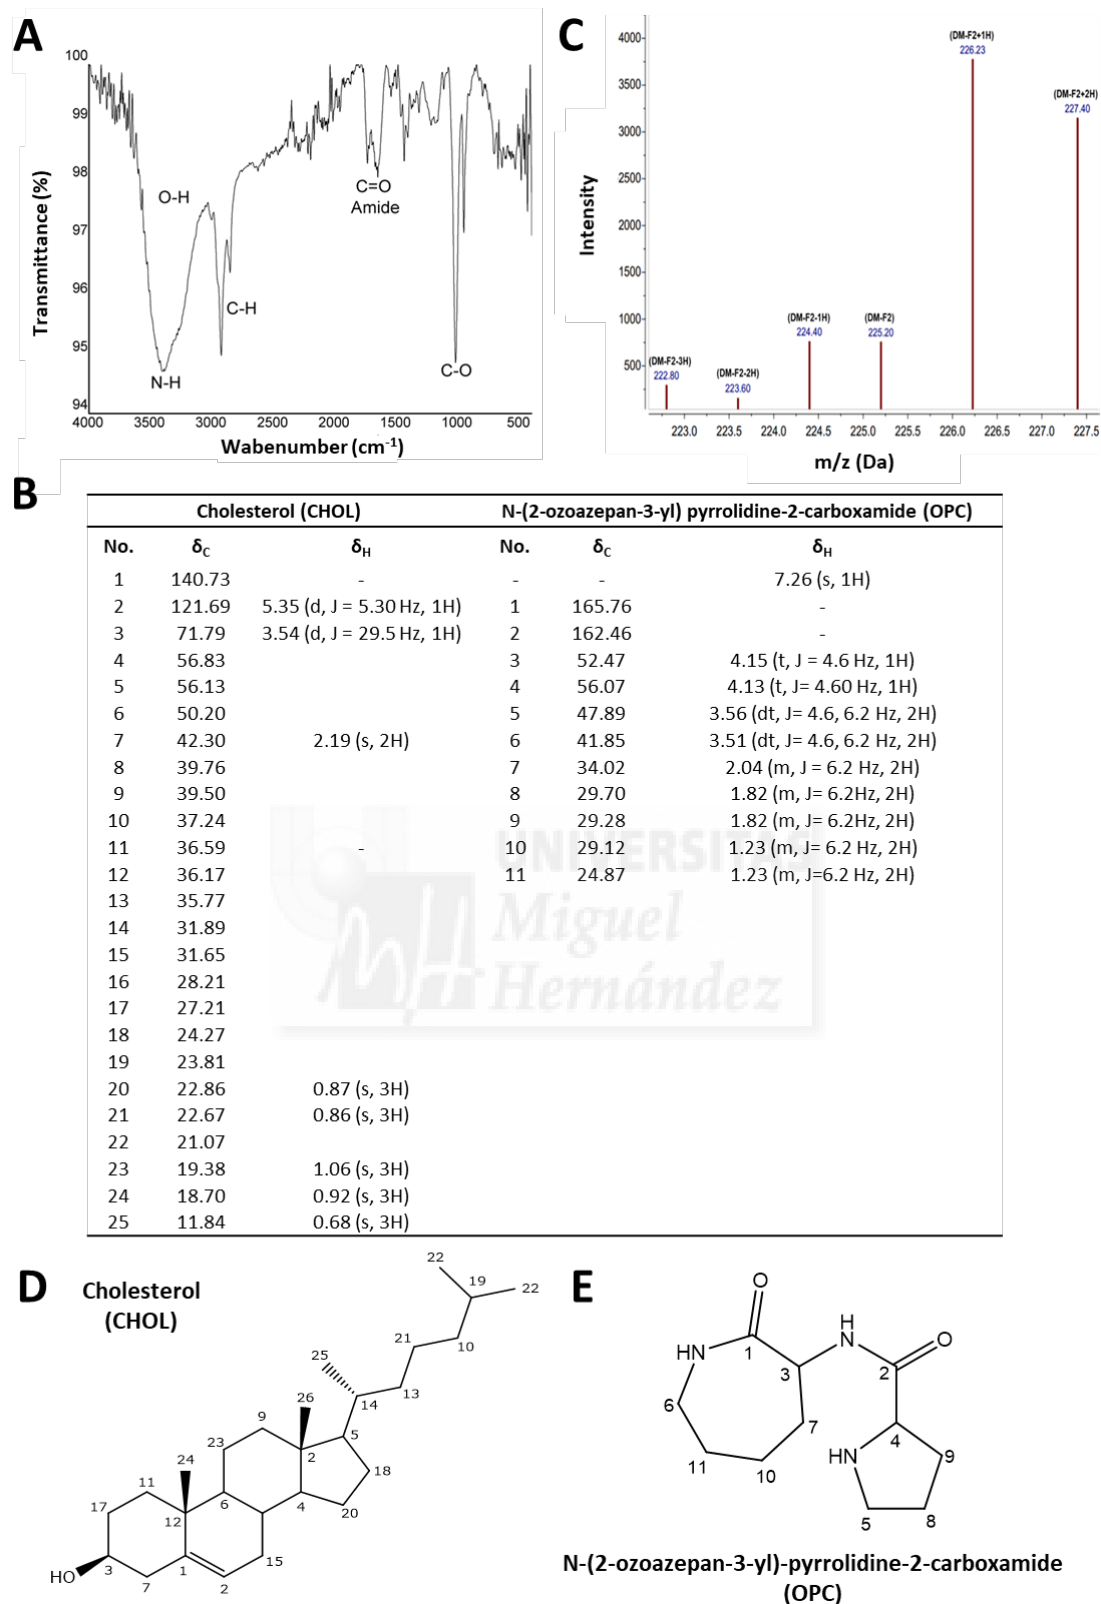 A
100
99
98
97
96
95
94
Transmittance (%)
O-H
N-H
C-H
C=O
Amide
C-O
4000 3500 3000 2500 2000 1500 1000 500
Wabenumber (cm-1)
C
4000
3500
3000
2500
2000
1500
1000
500
Intensity
(DM-F2-3H)
222.80
(DM-F2-2H)
223.60
(DM-F2-1H)
224.40
(DM-F2)
225.20
(DM-F2+1H)
226.23
(DM-F2+2H)
227.40
223.0 223.5 224.0 224.5 225.0 225.5 226.0 226.5 227.0 227.5
m/z (Da)
B
Cholesterol (CHOL) N-(2-ozoazepan-3-yl) pyrrolidine-2-carboxamide (OPC)
No. δC δH No. δC δH
1 140.73 - - - 7.26 (s, 1H)
2 121.69 5.35 (d, J = 5.30 Hz, 1H) 1 165.76 -
3 71.79 3.54 (d, J = 29.5 Hz, 1H) 2 162.46 -
4 56.83 3 52.47 4.15 (t, J = 4.6 Hz, 1H)
5 56.13 4 56.07 4.13 (t, J= 4.60 Hz, 1H)
6 50.20 5 47.89 3.56 (dt, J= 4.6, 6.2 Hz, 2H)
7 42.30 2.19 (s, 2H) 6 41.85 3.51 (dt, J= 4.6, 6.2 Hz, 2H)
8 39.76 7 34.02 2.04 (m, J = 6.2 Hz, 2H)
9 39.50 8 29.70 1.82 (m, J= 6.2Hz, 2H)
10 37.24 9 29.28 1.82 (m, J= 6.2Hz, 2H)
11 36.59 - 10 29.12 1.23 (m, J= 6.2 Hz, 2H)
12 36.17 11 24.87 1.23 (m, J=6.2 Hz, 2H)
13 35.77
14 31.89
15 31.65
16 28.21
17 27.21
18 24.27
19 23.81
20 22.86 0.87 (s, 3H)
21 22.67 0.86 (s, 3H)
22 21.07
23 19.38 1.06 (s, 3H)
24 18.70 0.92 (s, 3H)
25 11.84 0.68 (s, 3H)
UNIVERSITAS
Miguel
Hernández
D
Cholesterol
(CHOL)
22
19
22
21
10
25
13
14
26
9
5
23
2
18
24
11
6
4
20
17
12
15
3
1
HO
7
2
E
O
H
N
O
HN
1
2
3
6
7
4
HN
9
11
10
5
8
N-(2-ozoazepan-3-yl)-pyrrolidine-2-carboxamide
(OPC)